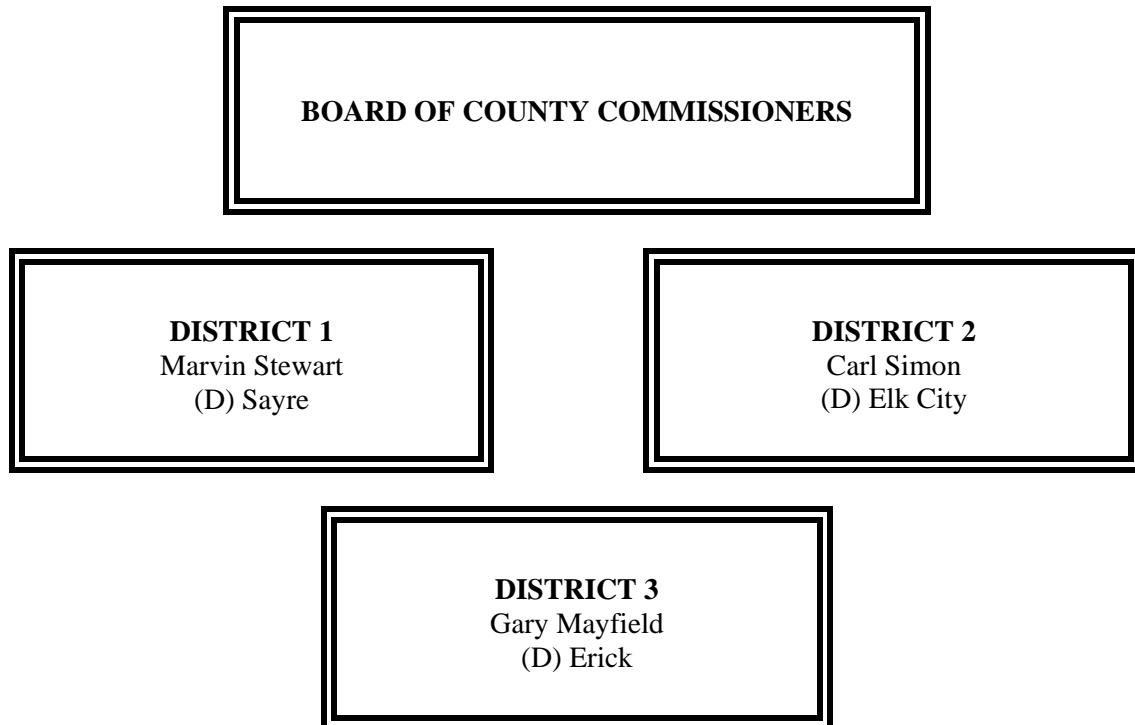 BOARD OF COUNTY COMMISSIONERS
DISTRICT 1
Marvin Stewart
(D) Sayre
DISTRICT 2
Carl Simon
(D) Elk City
DISTRICT 3
Gary Mayfield
(D) Erick